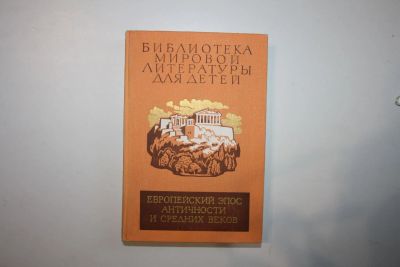 БИБЛИОТЕКА
МИРОВОЙ
ЛИТЕРАТУРЫ
ДЛЯ ДЕТЕЙ
ЕВРОПЕЙСКИЙ ЭПОС
АНТИЧНОСТИ
И СРЕДНИХ ВЕКОВ